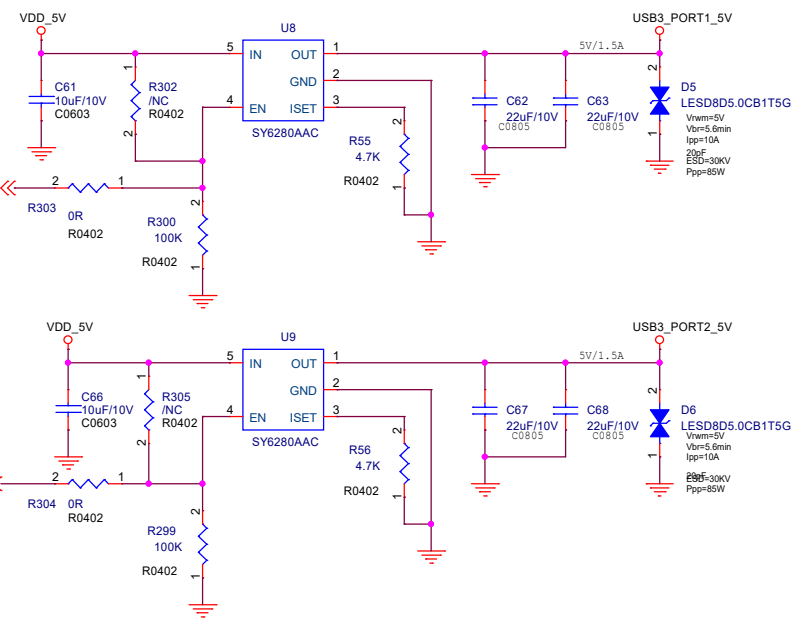 VDD_5V
USB3_PORT1_5V
U8
5
IN
OUT
1
5V/1.5A
GND
2
C61
10uF/10V
C0603
1
R302
/NC
R0402
2
4
EN
ISET
3
SY6280AAC
C62
22uF/10V
C0805
C63
22uF/10V
C0805
2
D5
LESD8D5.0CB1T5G
1
Vrwm=5V
Vbr=5.6min
Ipp=10A
20pF
ESD=30KV
Ppp=85W
2
R55
4.7K
R0402
1
2
1
R303
0R
R0402
2
R300
100K
R0402
1
VDD_5V
USB3_PORT2_5V
U9
5
IN
OUT
1
5V/1.5A
GND
2
C66
10uF/10V
C0603
1
R305
/NC
R0402
2
4
EN
ISET
3
SY6280AAC
C67
22uF/10V
C0805
C68
22uF/10V
C0805
2
D6
LESD8D5.0CB1T5G
1
Vrwm=5V
Vbr=5.6min
Ipp=10A
20pF
ESD=30KV
Ppp=85W
2
R56
4.7K
R0402
1
2
1
R304
0R
R0402
2
R299
100K
R0402
1